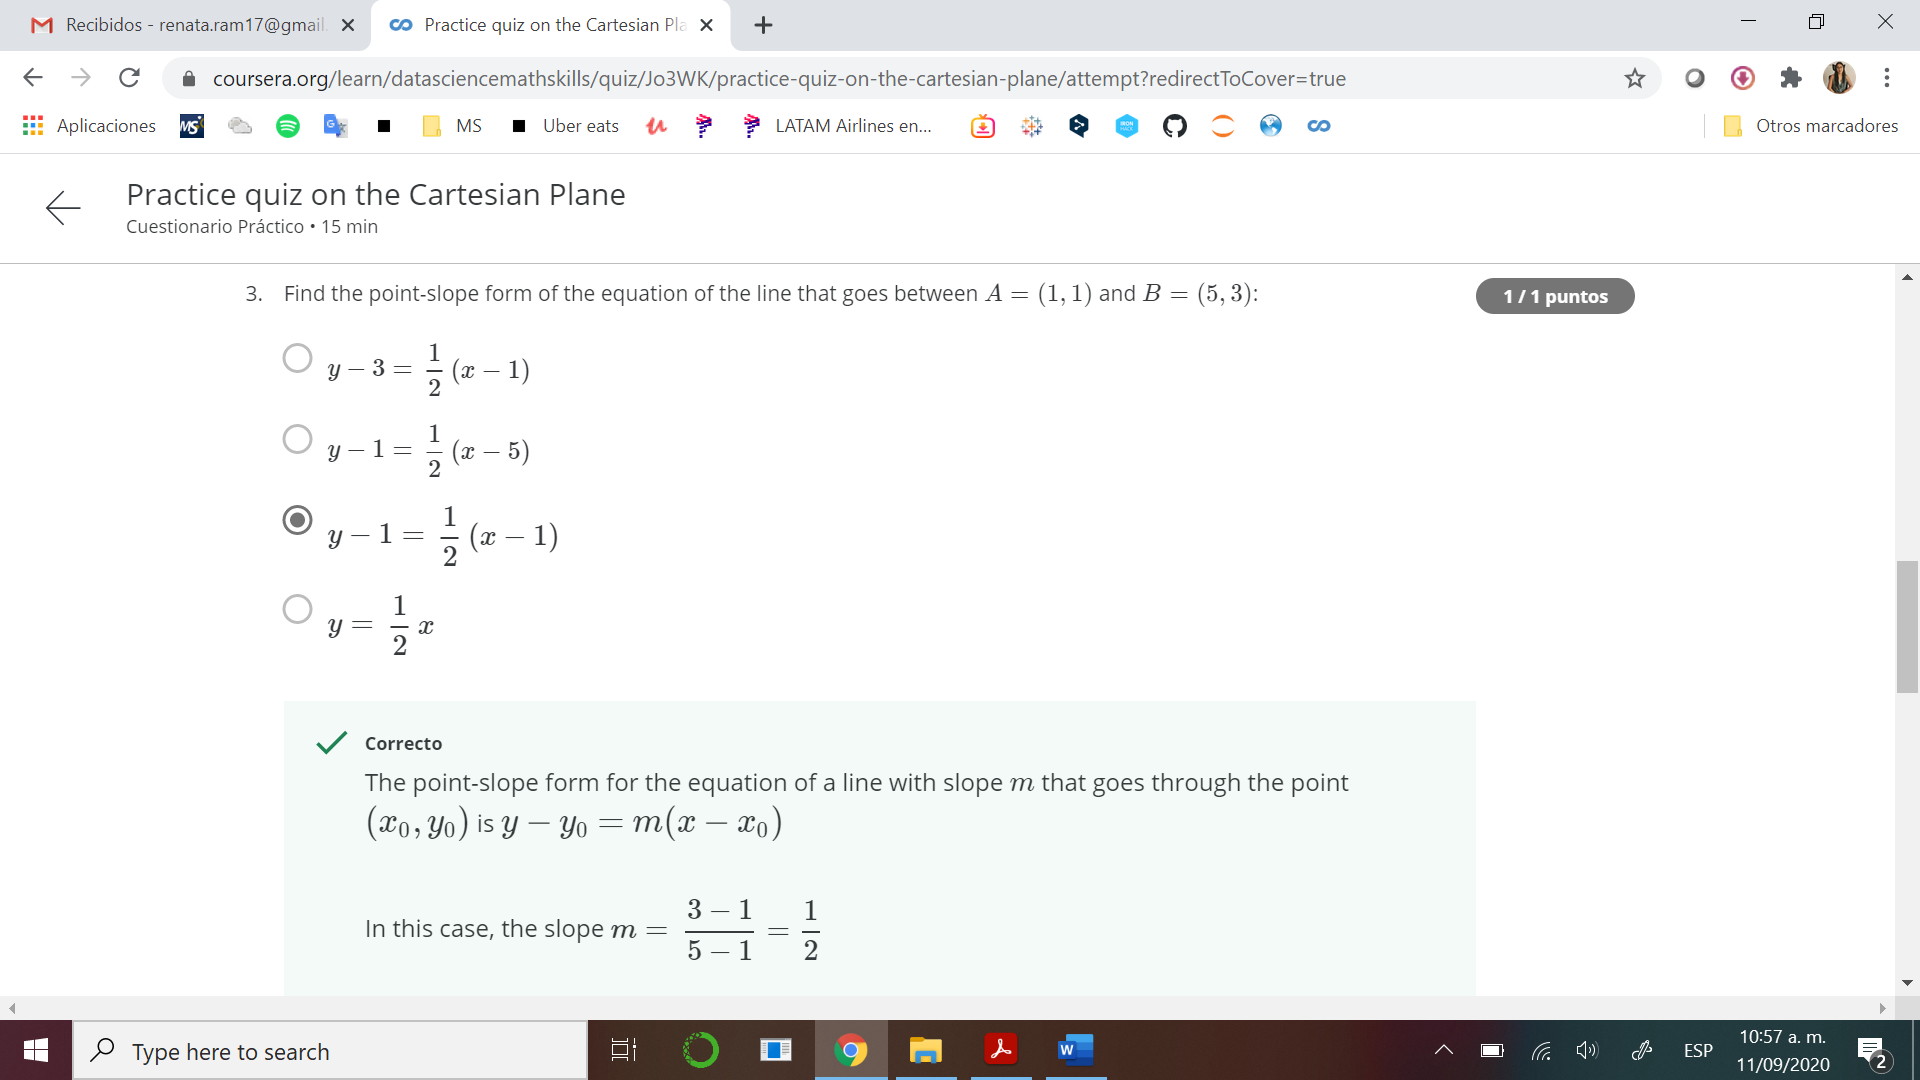 Recibidos - renata.ram17@gmail.
Practice quiz on the Cartesian Pla
coursera.org/learn/datasciencemathskills/quiz/Jo3WK/practice-quiz-on-the-cartesian-plane/attempt?redirectToCover=true
Aplicaciones MS MS Uber eats LATAM Airlines en... Otros marcadores
Practice quiz on the Cartesian Plane
Cuestionario Práctico • 15 min
3. Find the point-slope form of the equation of the line that goes between A = (1, 1) and B = (5, 3):
1 / 1 puntos
y − 3 = 1/2 (x − 1)
y − 1 = 1/2 (x − 5)
y − 1 = 1/2 (x − 1)
y = 1/2 x
Correcto
The point-slope form for the equation of a line with slope m that goes through the point
(x₀, y₀) is y − y₀ = m(x − x₀)
In this case, the slope m = 3 − 1 / 5 − 1 = 1/2
Type here to search
W
ESP
10:57 a. m.
11/09/2020
2